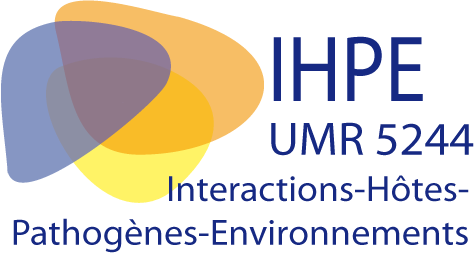 IHPE
UMR 5244
Interactions-Hôtes-
Pathogènes-Environnements